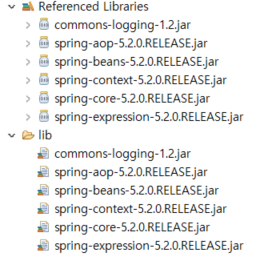 Referenced Libraries
commons-logging-1.2.jar
spring-aop-5.2.0.RELEASE.jar
spring-beans-5.2.0.RELEASE.jar
spring-context-5.2.0.RELEASE.jar
spring-core-5.2.0.RELEASE.jar
spring-expression-5.2.0.RELEASE.jar
lib
commons-logging-1.2.jar
spring-aop-5.2.0.RELEASE.jar
spring-beans-5.2.0.RELEASE.jar
spring-context-5.2.0.RELEASE.jar
spring-core-5.2.0.RELEASE.jar
spring-expression-5.2.0.RELEASE.jar